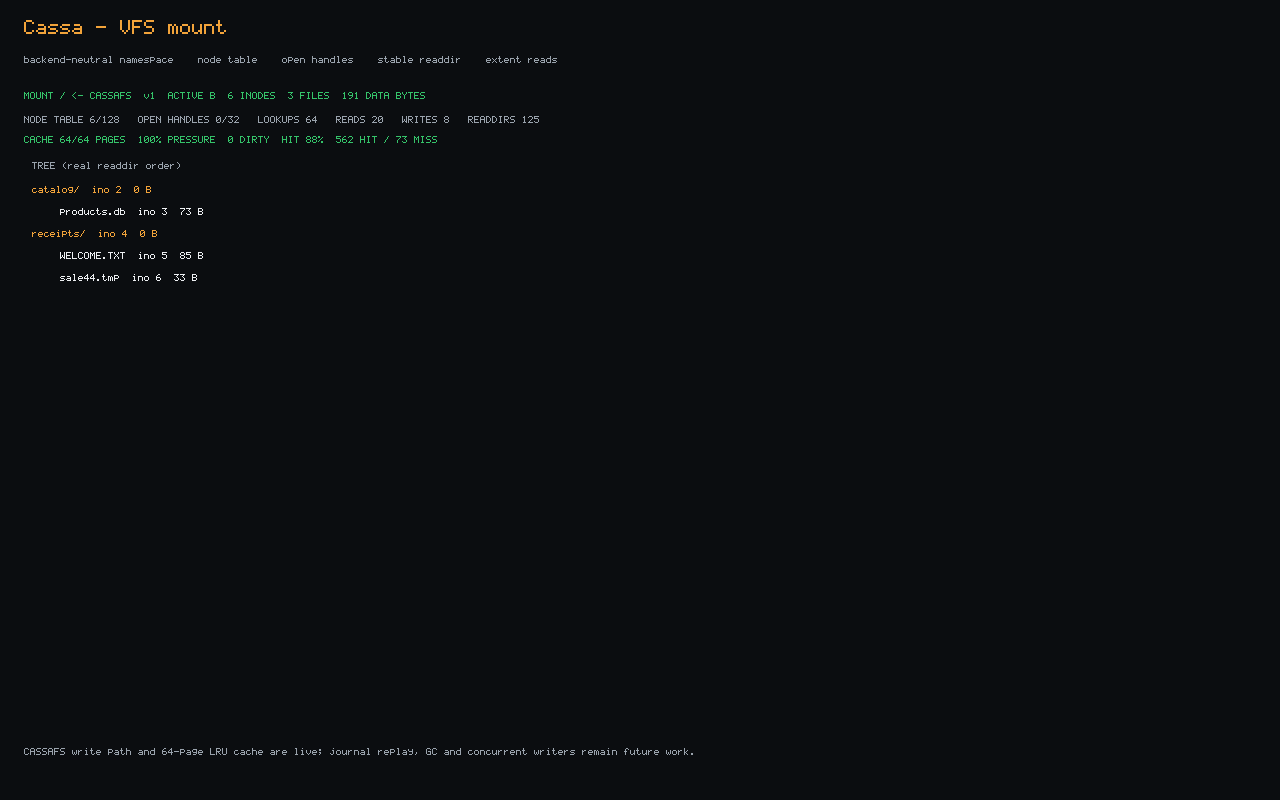 Cassa - VFS mount
backend-neutral namespace    node table    open handles    stable readdir    extent reads
MOUNT / <- CASSAFS  v1  ACTIVE B  6 INODES  3 FILES  191 DATA BYTES
NODE TABLE 6/128   OPEN HANDLES 0/32   LOOKUPS 64   READS 20   WRITES 8   READDIRS 125
CACHE 64/64 PAGES  100% PRESSURE  0 DIRTY  HIT 88%  562 HIT / 73 MISS
TREE (real readdir order)
catalog/  ino 2  0 B
products.db  ino 3  73 B
receipts/  ino 4  0 B
WELCOME.TXT  ino 5  85 B
sale44.tmp  ino 6  33 B
CASSAFS write path and 64-page LRU cache are live; journal replay, GC and concurrent writers remain future work.